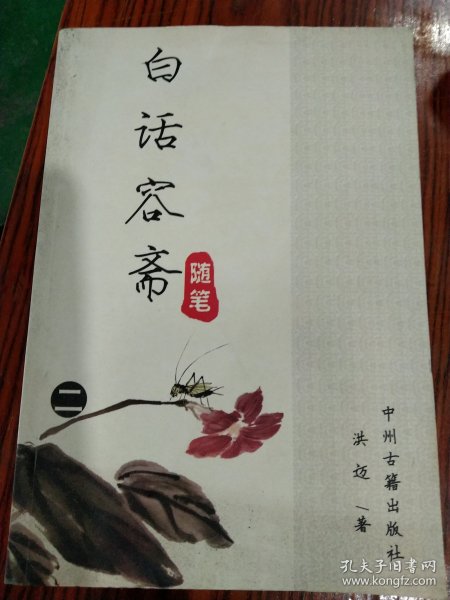 白话容斋
随笔
二
中州古籍出版社
洪迈 著
孔夫子旧书网
www.kongfz.com